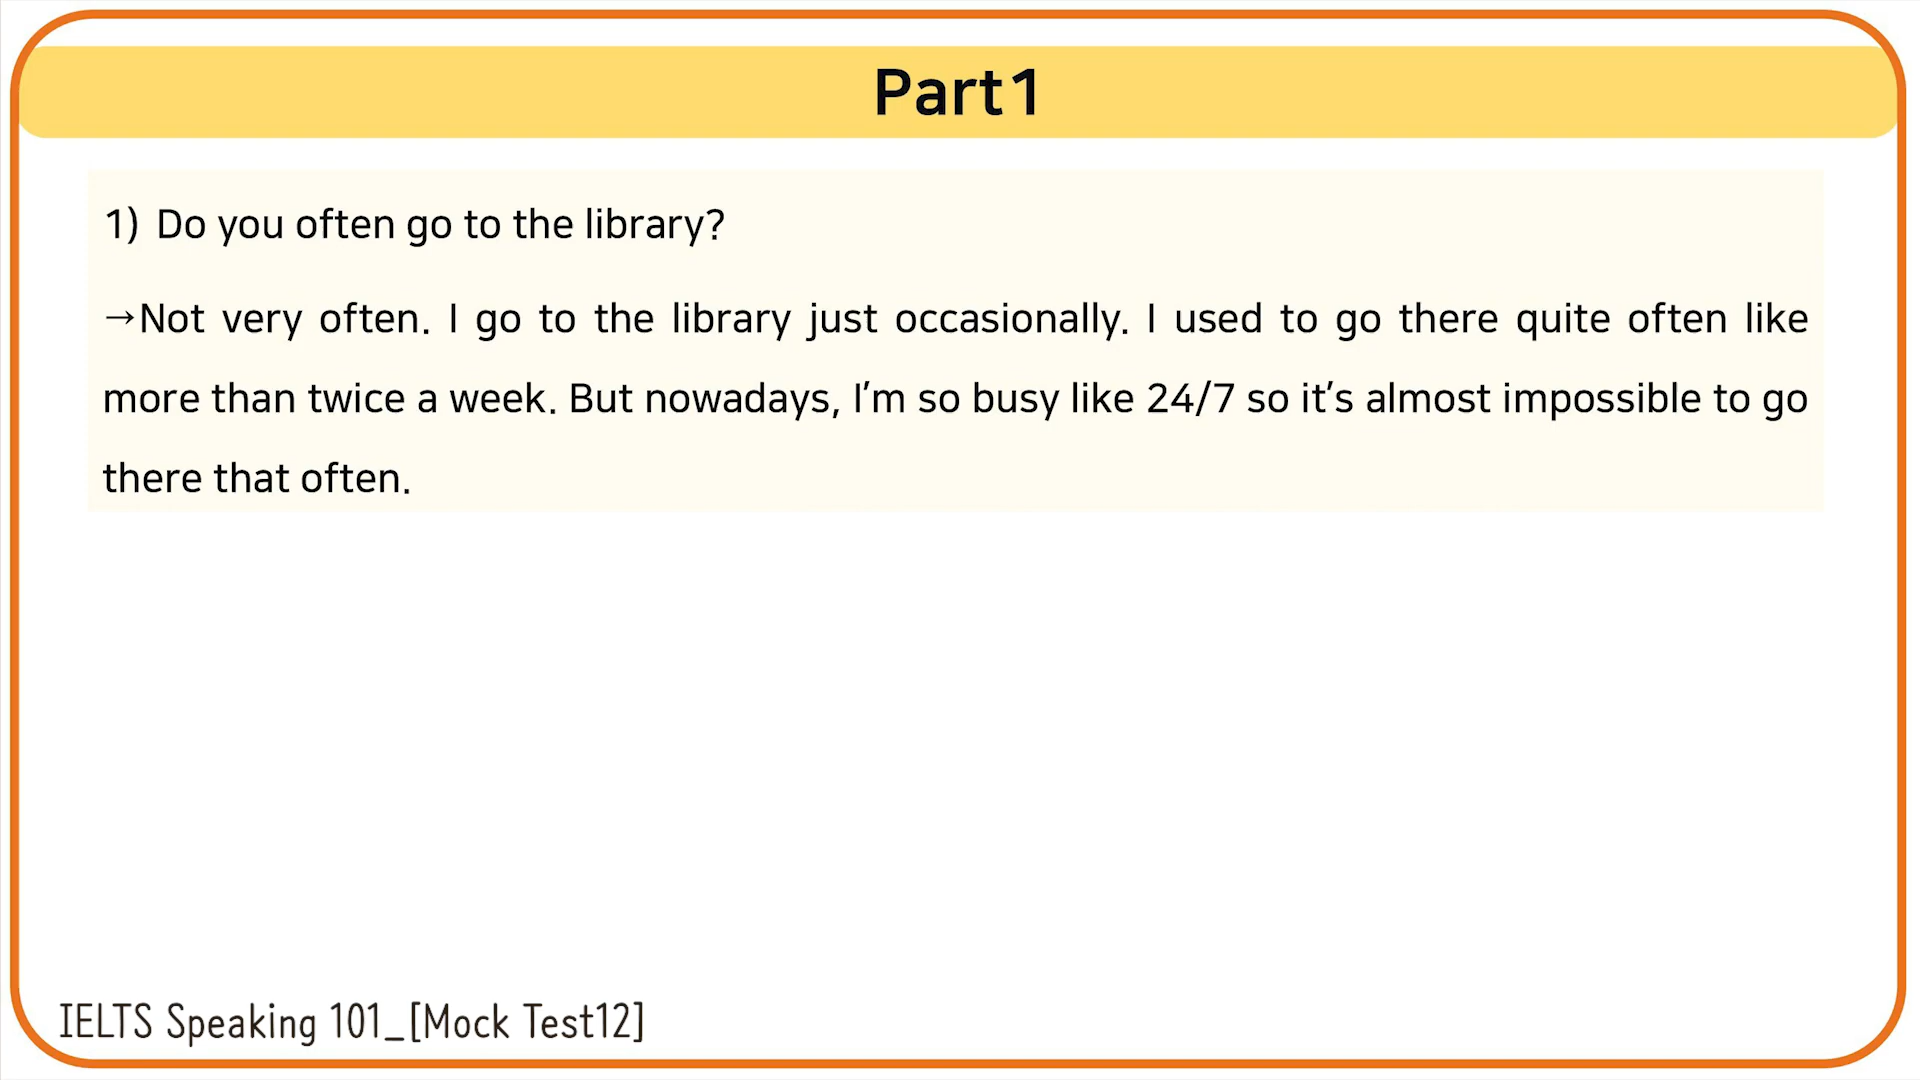 Part1
1) Do you often go to the library?
→Not very often. I go to the library just occasionally. I used to go there quite often like
more than twice a week. But nowadays, I’m so busy like 24/7 so it’s almost impossible to go
there that often.
IELTS Speaking 101_[Mock Test12]